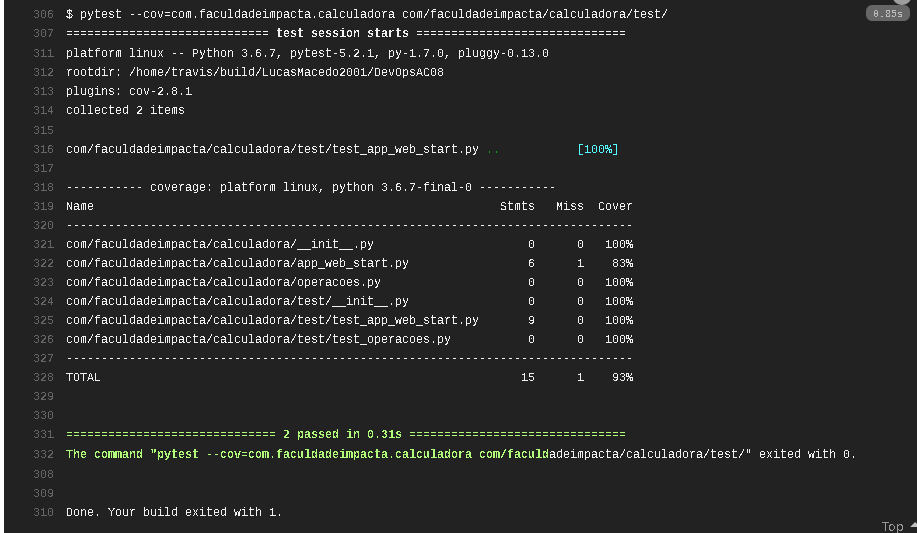 306 $ pytest --cov=com.faculdadeimpacta.calculadora com/faculdadeimpacta/calculadora/test/ 0.85s
307 ============================= test session starts ==============================
311 platform linux -- Python 3.6.7, pytest-5.2.1, py-1.7.0, pluggy-0.13.0
312 rootdir: /home/travis/build/LucasMacedo2001/DevOpsAC08
313 plugins: cov-2.8.1
314 collected 2 items
315
316 com/faculdadeimpacta/calculadora/test/test_app_web_start.py .. [100%]
317
318 ----------- coverage: platform linux, python 3.6.7-final-0 -----------
319 Name Stmts Miss Cover
320 ---------------------------------------------------------------------------------
321 com/faculdadeimpacta/calculadora/__init__.py 0 0 100%
322 com/faculdadeimpacta/calculadora/app_web_start.py 6 1 83%
323 com/faculdadeimpacta/calculadora/operacoes.py 0 0 100%
324 com/faculdadeimpacta/calculadora/test/__init__.py 0 0 100%
325 com/faculdadeimpacta/calculadora/test/test_app_web_start.py 9 0 100%
326 com/faculdadeimpacta/calculadora/test/test_operacoes.py 0 0 100%
327 ---------------------------------------------------------------------------------
328 TOTAL 15 1 93%
329
330
331 ============================== 2 passed in 0.31s ===============================
332 The command "pytest --cov=com.faculdadeimpacta.calculadora com/faculdadeimpacta/calculadora/test/" exited with 0.
308
309
310 Done. Your build exited with 1.
Top